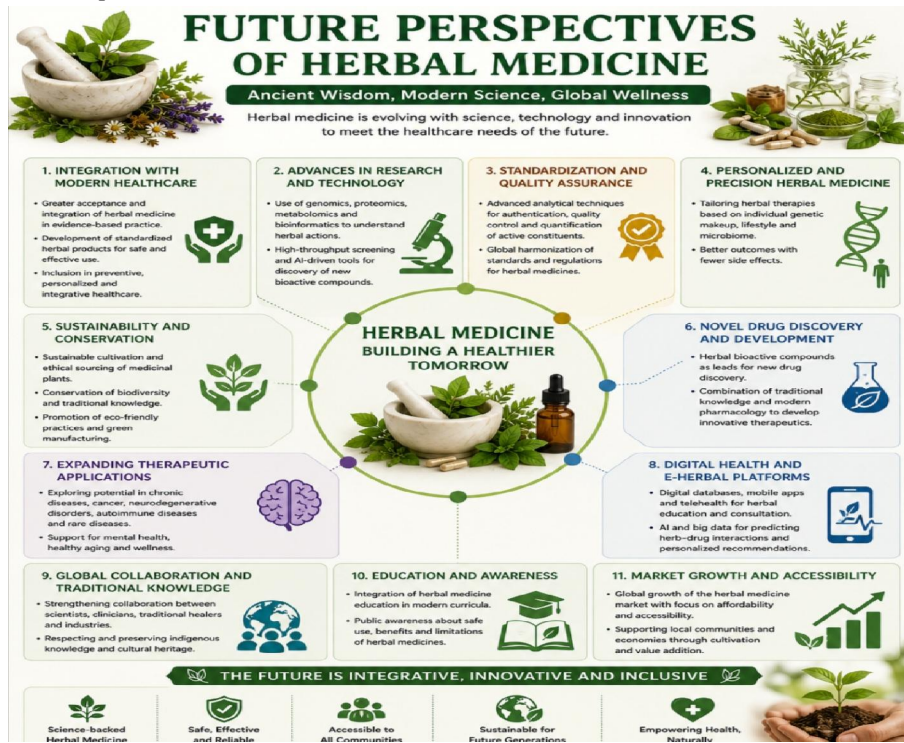 FUTURE PERSPECTIVES
OF HERBAL MEDICINE
Ancient Wisdom, Modern Science, Global Wellness
Herbal medicine is evolving with science, technology and innovation
to meet the healthcare needs of the future.
1. INTEGRATION WITH
MODERN HEALTHCARE
• Greater acceptance and
integration of herbal medicine
in evidence-based practice.
• Development of standardized
herbal products for safe and
effective use.
• Inclusion in preventive,
personalized and
integrative healthcare.
2. ADVANCES IN RESEARCH
AND TECHNOLOGY
• Use of genomics, proteomics,
metabolomics and
bioinformatics to understand
herbal actions.
• High-throughput screening
and AI-driven tools for
discovery of new
bioactive compounds.
3. STANDARDIZATION AND
QUALITY ASSURANCE
• Advanced analytical techniques
for authentication, quality
control and quantification
of active constituents.
• Global harmonization of
standards and regulations
for herbal medicines.
4. PERSONALIZED AND
PRECISION HERBAL MEDICINE
• Tailoring herbal therapies
based on individual genetic
makeup, lifestyle and
microbiome.
• Better outcomes with
fewer side effects.
HERBAL MEDICINE
BUILDING A HEALTHIER
TOMORROW
5. SUSTAINABILITY AND
CONSERVATION
• Sustainable cultivation and
ethical sourcing of medicinal
plants.
• Conservation of biodiversity
and traditional knowledge.
• Promotion of eco-friendly
practices and green
manufacturing.
6. NOVEL DRUG DISCOVERY
AND DEVELOPMENT
• Herbal bioactive compounds
as leads for new drug
discovery.
• Combination of traditional
knowledge and modern
pharmacology to develop
innovative therapeutics.
7. EXPANDING THERAPEUTIC
APPLICATIONS
• Exploring potential in chronic
diseases, cancer, neurodegenerative
disorders, autoimmune diseases
and rare diseases.
• Support for mental health,
healthy aging and wellness.
8. DIGITAL HEALTH AND
E-HERBAL PLATFORMS
• Digital databases, mobile apps
and telehealth for herbal
education and consultation.
• AI and big data for predicting
herb–drug interactions and
personalized recommendations.
9. GLOBAL COLLABORATION AND
TRADITIONAL KNOWLEDGE
• Strengthening collaboration between
scientists, clinicians, traditional healers
and industries.
• Respecting and preserving indigenous
knowledge and cultural heritage.
10. EDUCATION AND AWARENESS
• Integration of herbal medicine
education in modern curricula.
• Public awareness about safe
use, benefits and limitations
of herbal medicines.
11. MARKET GROWTH AND ACCESSIBILITY
• Global growth of the herbal medicine
market with focus on affordability
and accessibility.
• Supporting local communities and
economies through cultivation
and value addition.
THE FUTURE IS INTEGRATIVE, INNOVATIVE AND INCLUSIVE
Science-backed
Herbal Medicine
Safe, Effective
and Reliable
Accessible to
All Communities
Sustainable for
Future Generations
Empowering Health,
Naturally